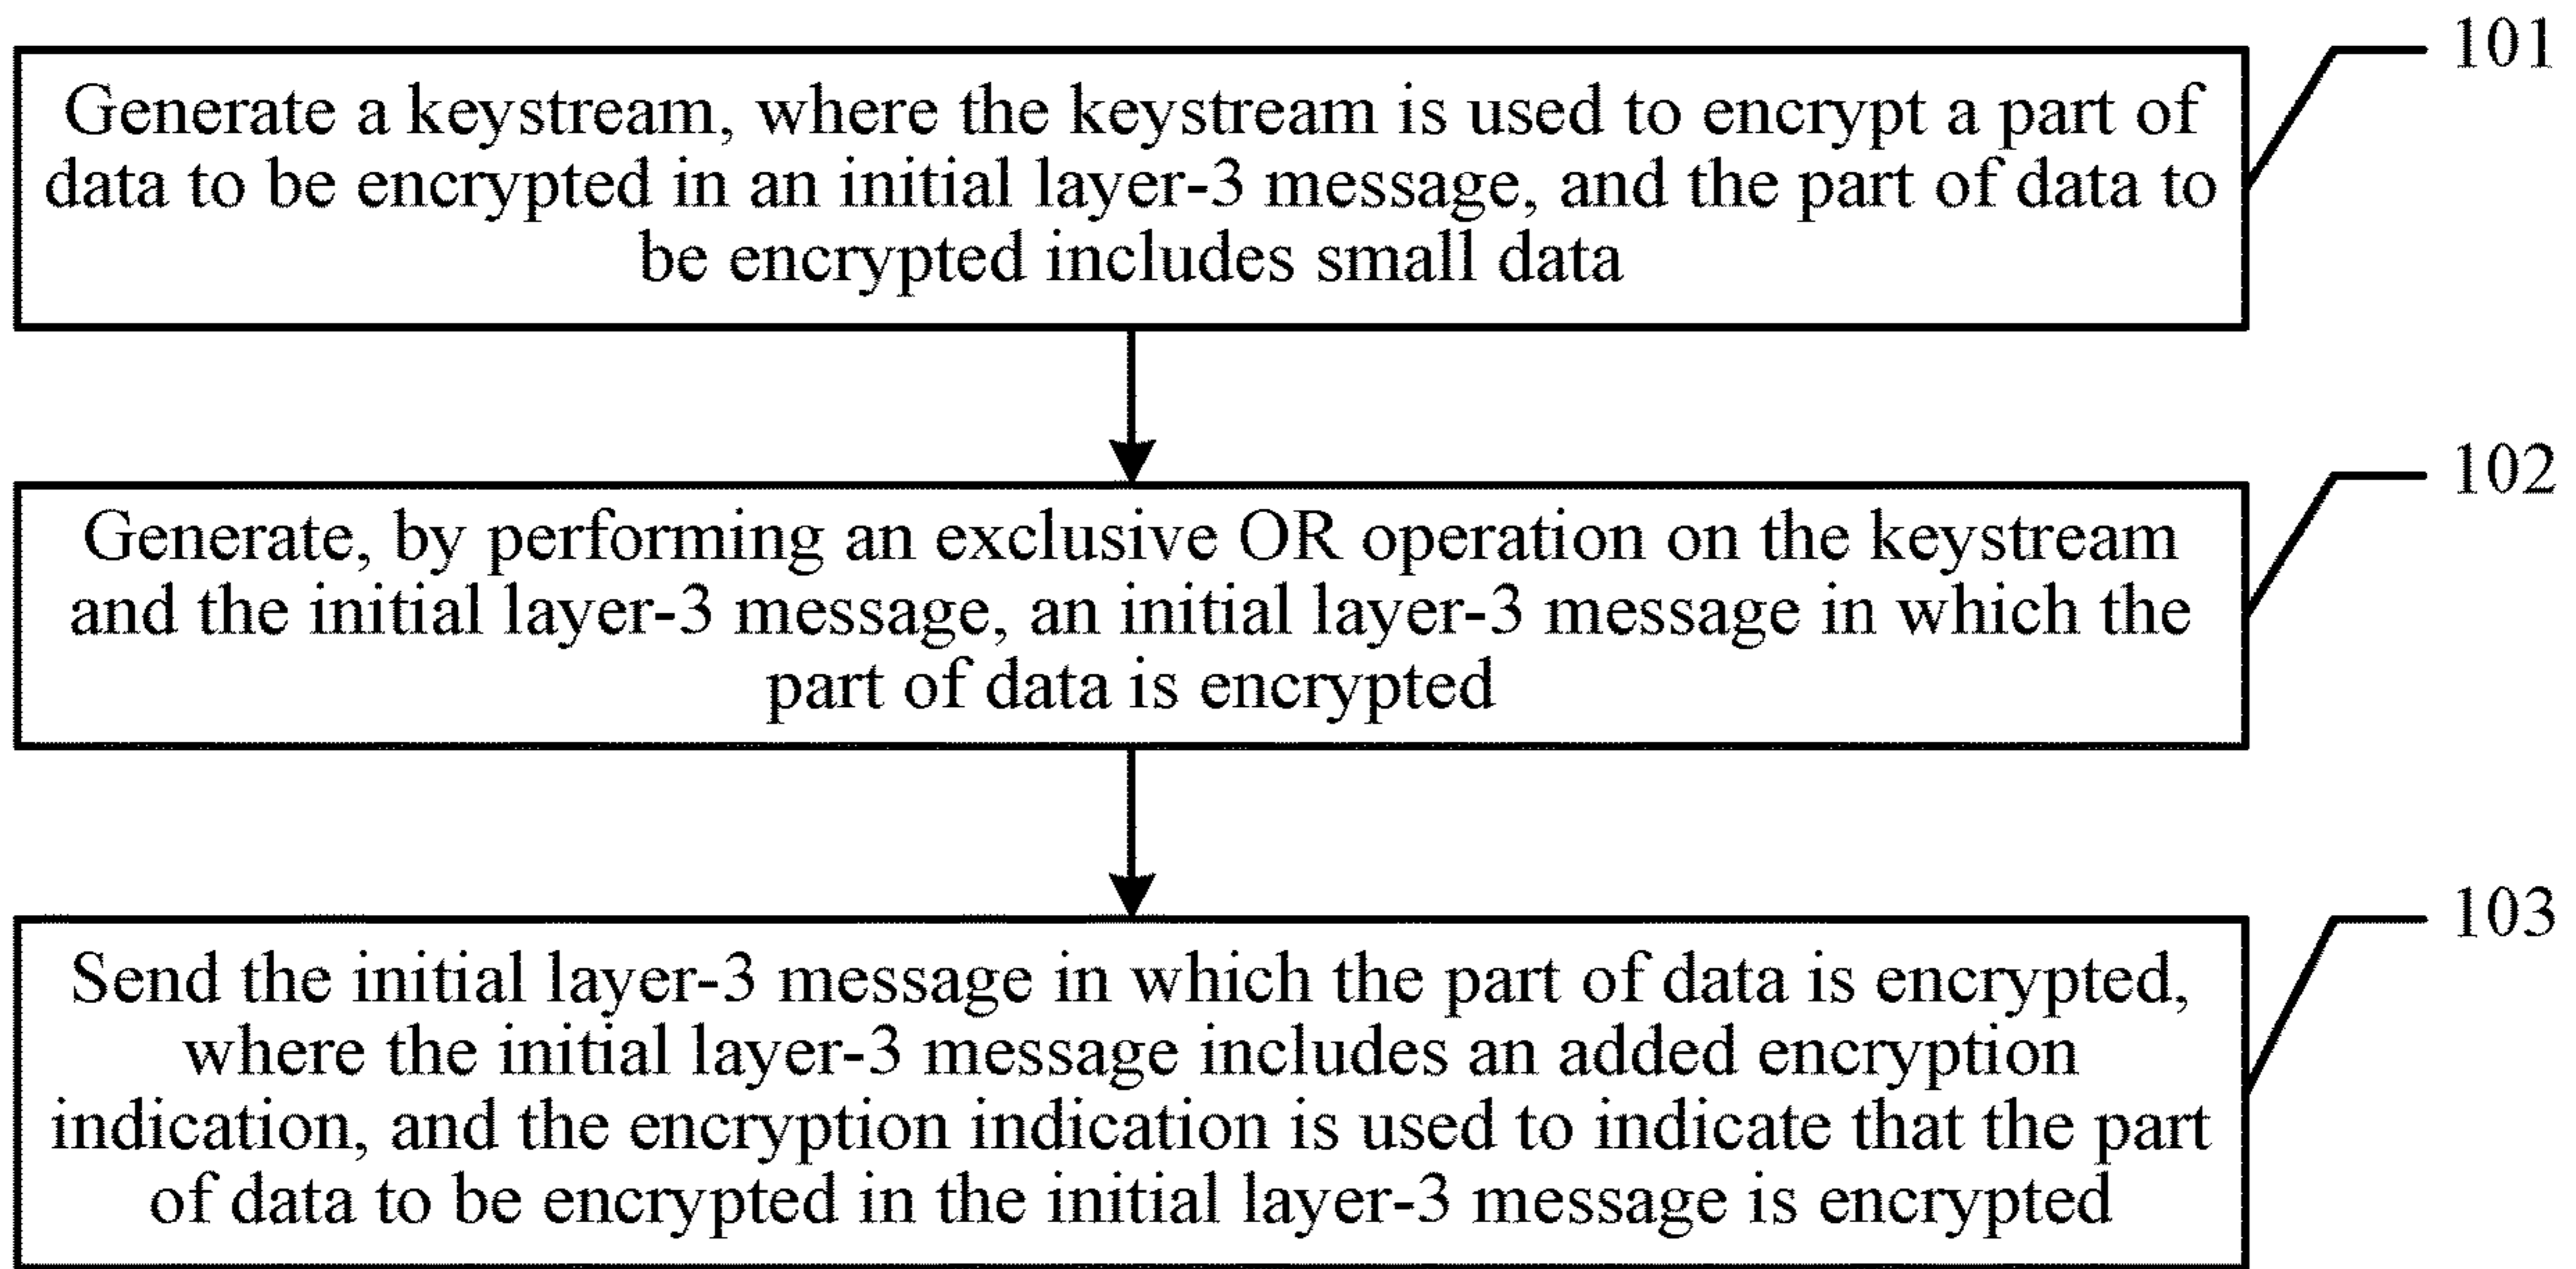 101
Generate a keystream, where the keystream is used to encrypt a part of
data to be encrypted in an initial layer-3 message, and the part of data to
be encrypted includes small data
102
Generate, by performing an exclusive OR operation on the keystream
and the initial layer-3 message, an initial layer-3 message in which the
part of data is encrypted
103
Send the initial layer-3 message in which the part of data is encrypted,
where the initial layer-3 message includes an added encryption
indication, and the encryption indication is used to indicate that the part
of data to be encrypted in the initial layer-3 message is encrypted